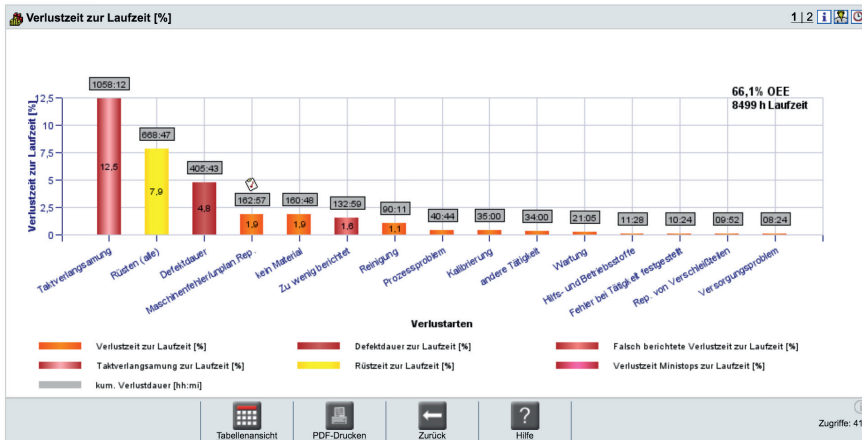 Verlustzeit zur Laufzeit [%]
1 | 2
66,1% OEE
8499 h Laufzeit
Verlustzeit zur Laufzeit [%]
12,5
10
7,5
5
2,5
0
1058:12
668:47
405:43
162:57
160:48
132:59
90:11
40:44
35:00
34:00
21:05
11:28
10:24
09:52
08:24
12,5
7,9
4,8
1,9
1,9
1,6
1,1
Taktverlangsamung
Rüsten (alle)
Defektdauer
Maschinenfehler/unplan.Rep.
kein Material
Zu wenig berichtet
Reinigung
Prozessproblem
Kalibrierung
andere Tätigkeit
Wartung
Hilfs- und Betriebsstoffe
Fehler bei Tätigkeit festgestellt
Rep. von Verschleißteilen
Versorgungsproblem
Verlustarten
Verlustzeit zur Laufzeit [%]
Defektdauer zur Laufzeit [%]
Falsch berichtete Verlustzeit zur Laufzeit [%]
Taktverlangsamung zur Laufzeit [%]
Rüstzeit zur Laufzeit [%]
Verlustzeit Ministops zur Laufzeit [%]
kum. Verlustdauer [hh:mi]
Tabellenansicht
PDF-Drucken
Zurück
?
Hilfe
Zugriffe: 41